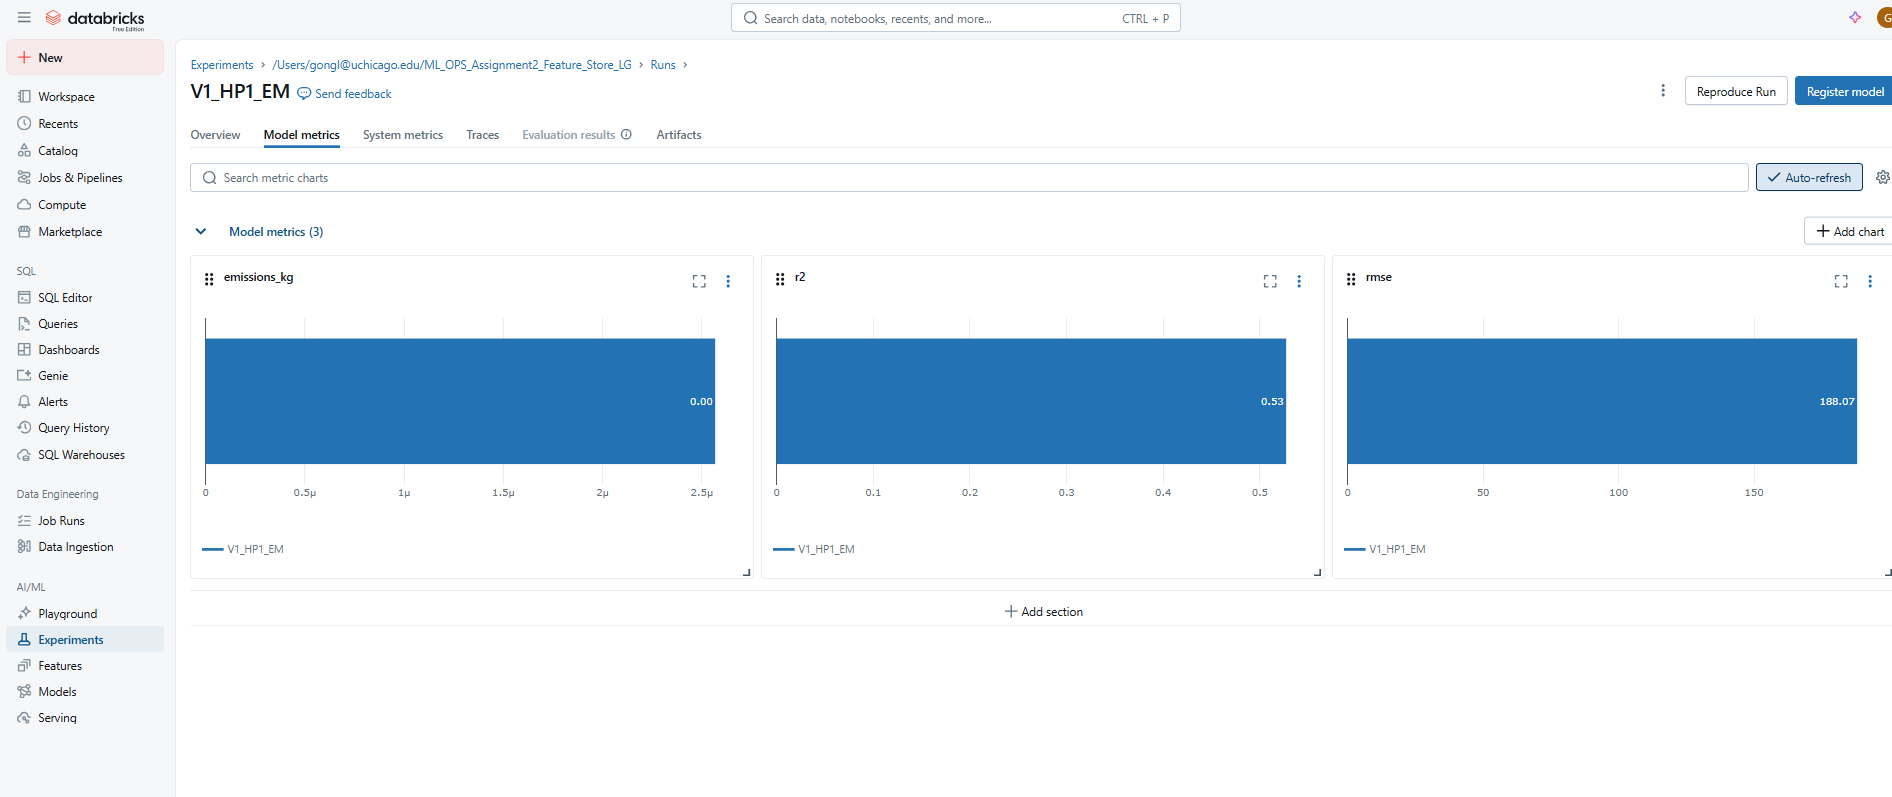 databricks
Free Edition
Search data, notebooks, recents, and more...
CTRL + P
G
New
Workspace
Recents
Catalog
Jobs & Pipelines
Compute
Marketplace
SQL
SQL Editor
Queries
Dashboards
Genie
Alerts
Query History
SQL Warehouses
Data Engineering
Job Runs
Data Ingestion
AI/ML
Playground
Experiments
Features
Models
Serving
Experiments > /Users/gongl@uchicago.edu/ML_OPS_Assignment2_Feature_Store_LG > Runs >
V1_HP1_EM
Send feedback
Reproduce Run
Register model
Overview
Model metrics
System metrics
Traces
Evaluation results
Artifacts
Search metric charts
Auto-refresh
Model metrics (3)
Add chart
emissions_kg
0.00
0 0.5μ 1μ 1.5μ 2μ 2.5μ
V1_HP1_EM
r2
0.53
0 0.1 0.2 0.3 0.4 0.5
V1_HP1_EM
rmse
188.07
0 50 100 150
V1_HP1_EM
Add section